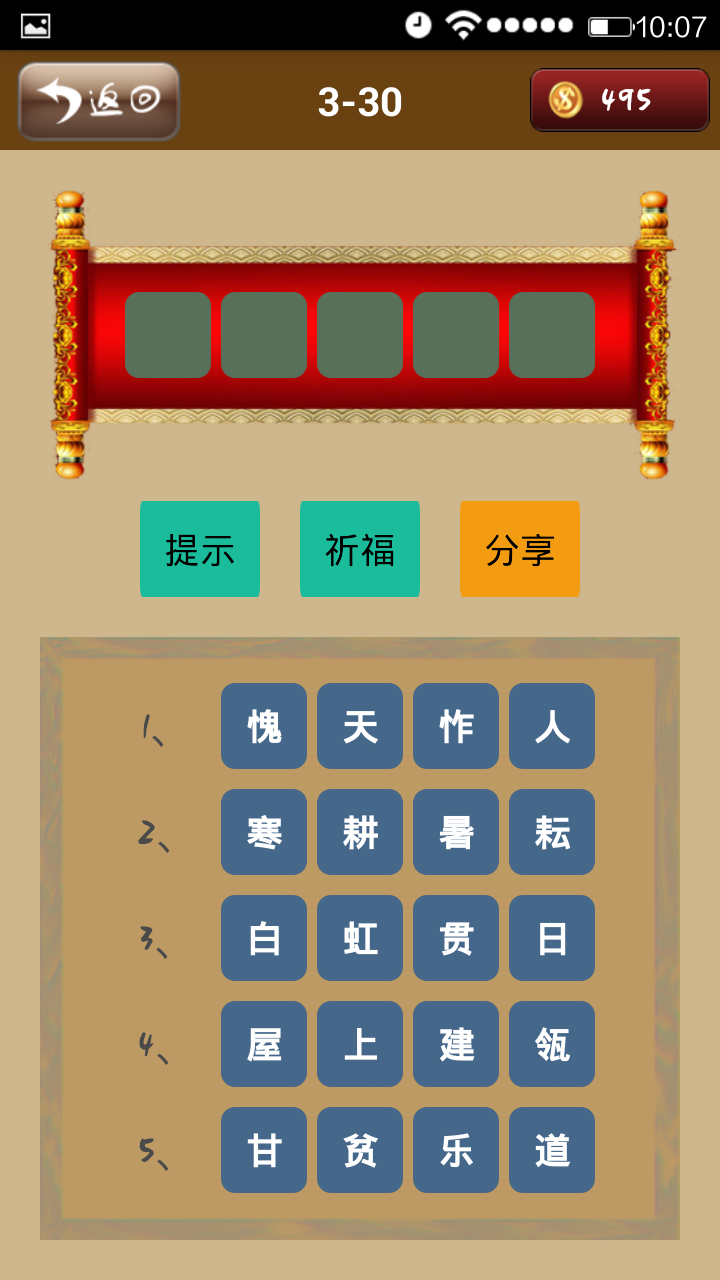 10:07
返回 3-30 495
提示 祈福 分享
1、 愧 天 怍 人
2、 寒 耕 暑 耘
3、 白 虹 贯 日
4、 屋 上 建 瓴
5、 甘 贫 乐 道